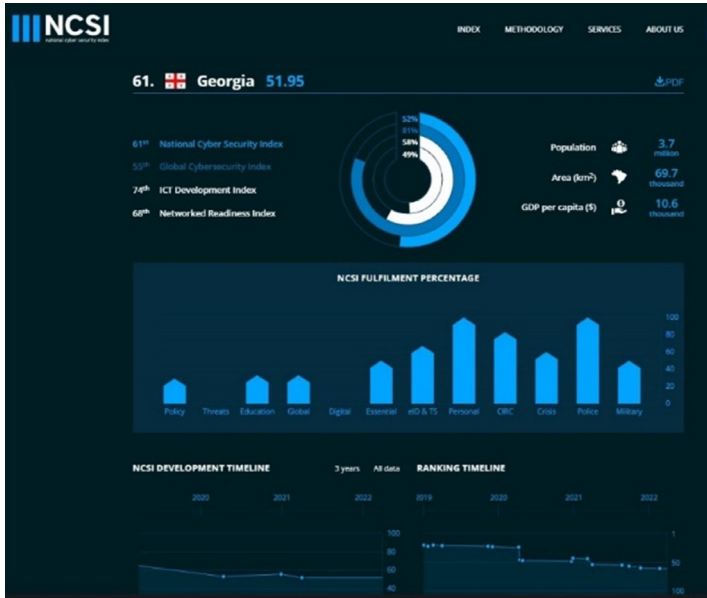 NCSI
national cyber security index
INDEX METHODOLOGY SERVICES ABOUT US
61. Georgia 51.95
PDF
61st National Cyber Security Index
55th Global Cybersecurity Index
74th ICT Development Index
68th Networked Readiness Index
52%
81%
58%
49%
Population 3.7 million
Area (km²) 69.7 thousand
GDP per capita ($) 10.6 thousand
NCSI FULFILMENT PERCENTAGE
100
80
60
40
20
0
Policy Threats Education Global Digital Essential eID & TS Personal CIRC Crisis Police Military
NCSI DEVELOPMENT TIMELINE 3 years All data
2020 2021 2022
100
80
60
40
RANKING TIMELINE
2019 2020 2021 2022
1
50
100